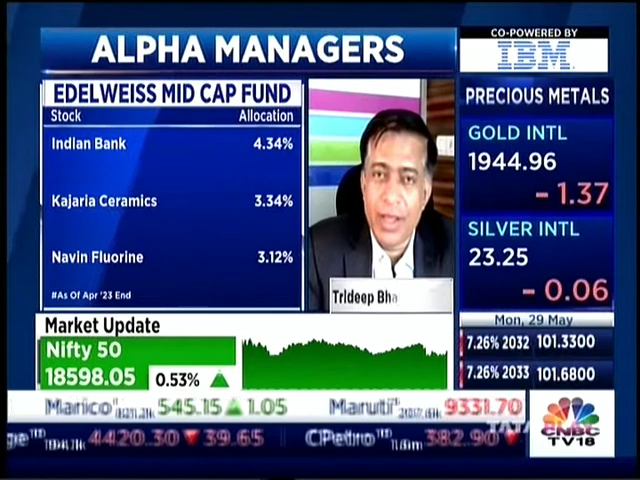 ALPHA MANAGERS
CO-POWERED BY
IBM
EDELWEISS MID CAP FUND
Stock Allocation
Indian Bank 4.34%
Kajaria Ceramics 3.34%
Navin Fluorine 3.12%
#As Of Apr '23 End
Trideep Bha
PRECIOUS METALS
GOLD INTL
1944.96
- 1.37
SILVER INTL
23.25
- 0.06
Mon, 29 May
7.26% 2032 101.3300
7.26% 2033 101.6800
Market Update
Nifty 50
18598.05 0.53%
Marico 545.15 1.05 Maruti 9331.70
4420.30 39.65 CPetro 382.90
CNBC
TV18